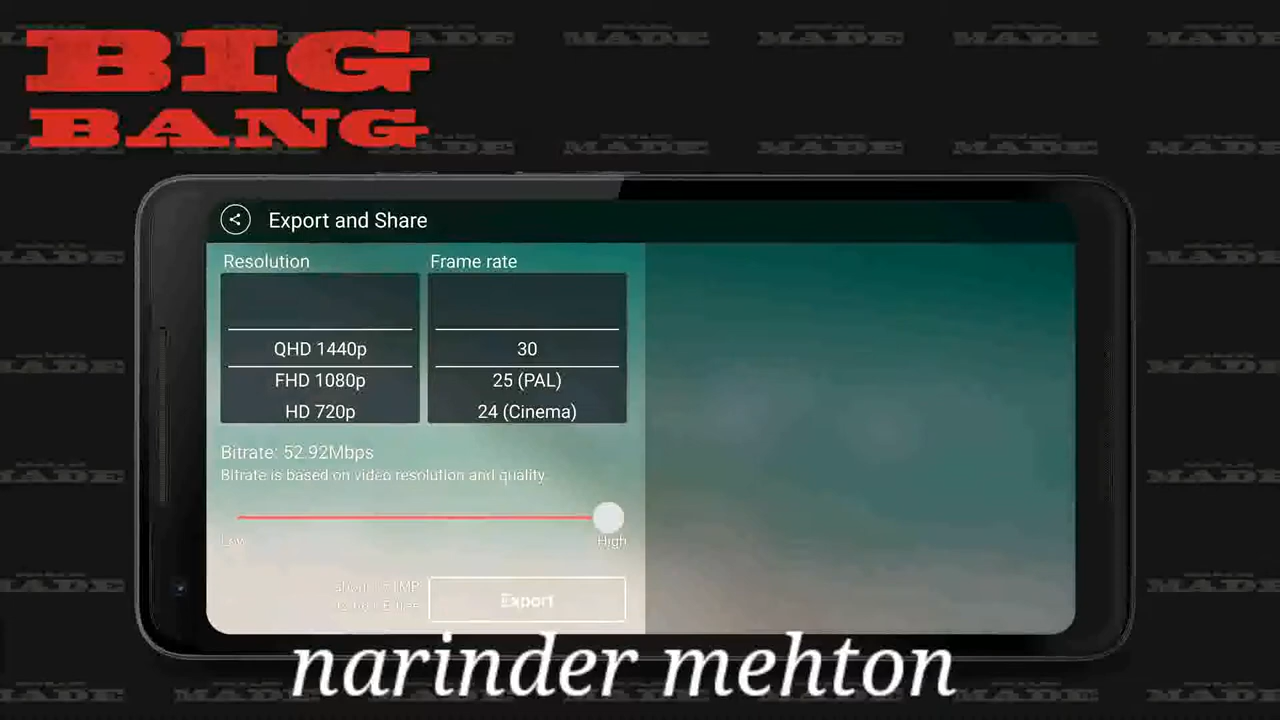 BIG
BANG
Export and Share
Resolution
Frame rate
QHD 1440p
30
FHD 1080p
25 (PAL)
HD 720p
24 (Cinema)
Bitrate: 52.92Mbps
Bitrate is based on video resolution and quality.
Low
High
Export
narinder mehton
MADE